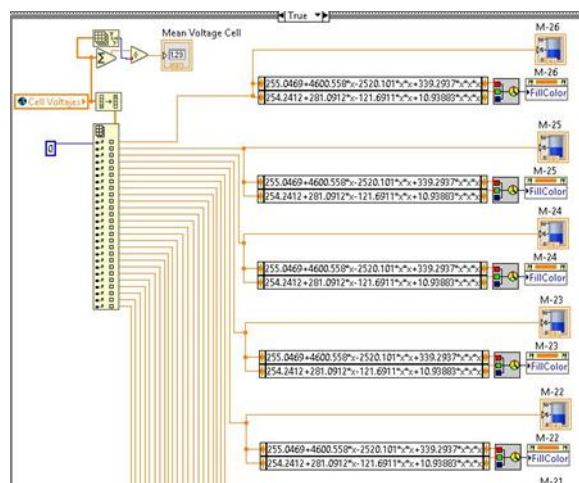 True
Mean Voltage Cell
1.23
Cell Voltajes
0
M-26
M-26
255.0469+4600.558*x-2520.101*x*x+339.2937*x*x*x
254.2412+281.0912*x-121.6911*x*x+10.93883*x*x*x
FillColor
M-25
M-25
255.0469+4600.558*x-2520.101*x*x+339.2937*x*x*x
254.2412+281.0912*x-121.6911*x*x+10.93883*x*x*x
FillColor
M-24
M-24
255.0469+4600.558*x-2520.101*x*x+339.2937*x*x*x
254.2412+281.0912*x-121.6911*x*x+10.93883*x*x*x
FillColor
M-23
M-23
255.0469+4600.558*x-2520.101*x*x+339.2937*x*x*x
254.2412+281.0912*x-121.6911*x*x+10.93883*x*x*x
FillColor
M-22
M-22
255.0469+4600.558*x-2520.101*x*x+339.2937*x*x*x
254.2412+281.0912*x-121.6911*x*x+10.93883*x*x*x
FillColor
M-21